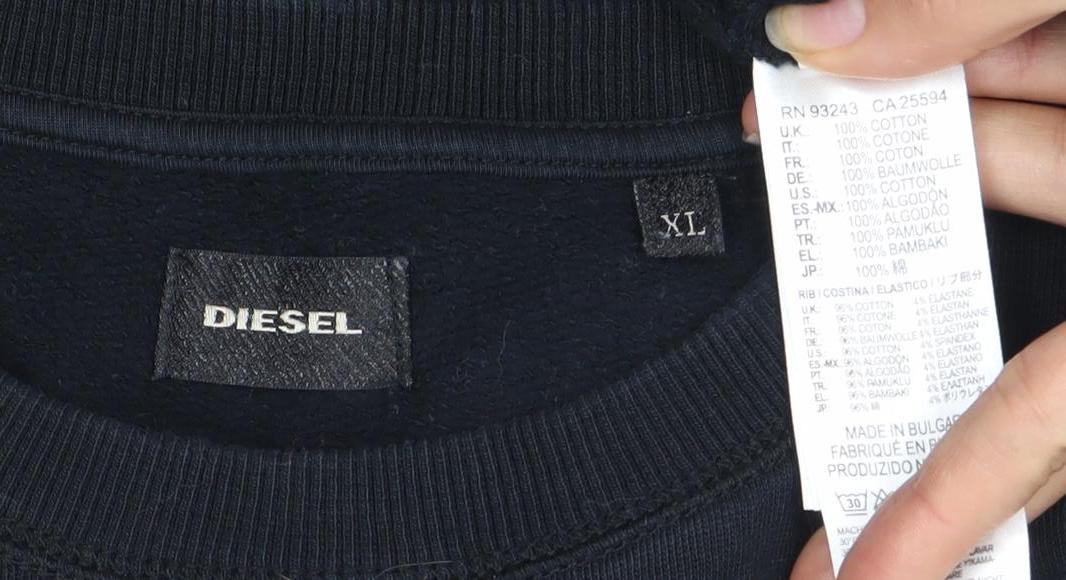 DIESEL
XL
RN 93243 CA 25594
U.K.: 100% COTTON
IT.: 100% COTONE
FR.: 100% COTON
DE.: 100% BAUMWOLLE
U.S.: 100% COTTON
ES.-MX.: 100% ALGODÓN
PT.: 100% ALGODÃO
TR.: 100% PAMUKLU
EL.: 100% BAMBAKI
JP.: 100% 綿
RIB / COSTINA / ELASTICO / リブ部分
U.K.: 96% COTTON 4% ELASTANE
IT.: 96% COTONE 4% ELASTAN
FR.: 96% COTON 4% ELASTHANNE
DE.: 96% BAUMWOLLE 4% ELASTHAN
U.S.: 96% COTTON 4% SPANDEX
ES.-MX. 96% ALGODÓN 4% ELASTANO
PT.: 96% ALGODÃO 4% ELASTANO
TR.: 96% PAMUKLU 4% ELASTAN
EL.: 96% BAMBAKI 4% ΕΛΑΣΤΑΝΗ
JP.: 96% 綿 4% ポリウレタ
MADE IN BULGAR
FABRIQUÉ EN
PRODUZIDO
30